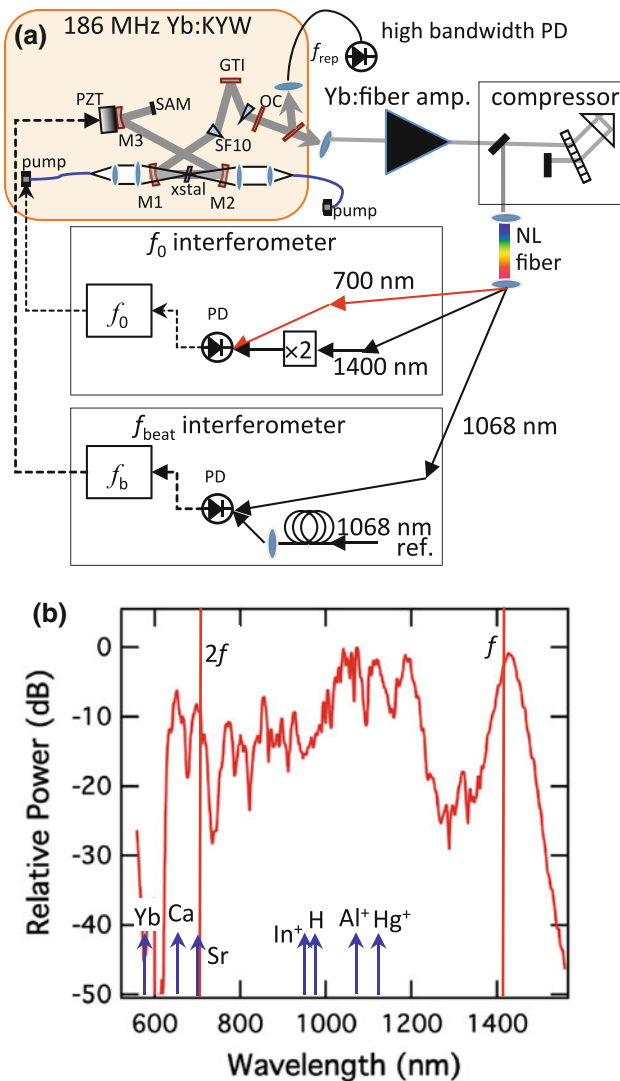 (a) 186 MHz Yb:KYW
high bandwidth PD
f_rep
GTI
PZT
SAM
OC
Yb:fiber amp.
compressor
M3
SF10
pump
xstal
M1
M2
pump
NL
fiber
f_0 interferometer
700 nm
f_0
PD
×2
1400 nm
f_beat interferometer
1068 nm
f_b
PD
1068 nm
ref.
(b)
0
2f
f
-10
-20
-30
-40
-50
Relative Power (dB)
Yb
Ca
Sr
In⁺
H
Al⁺
Hg⁺
600
800
1000
1200
1400
Wavelength (nm)